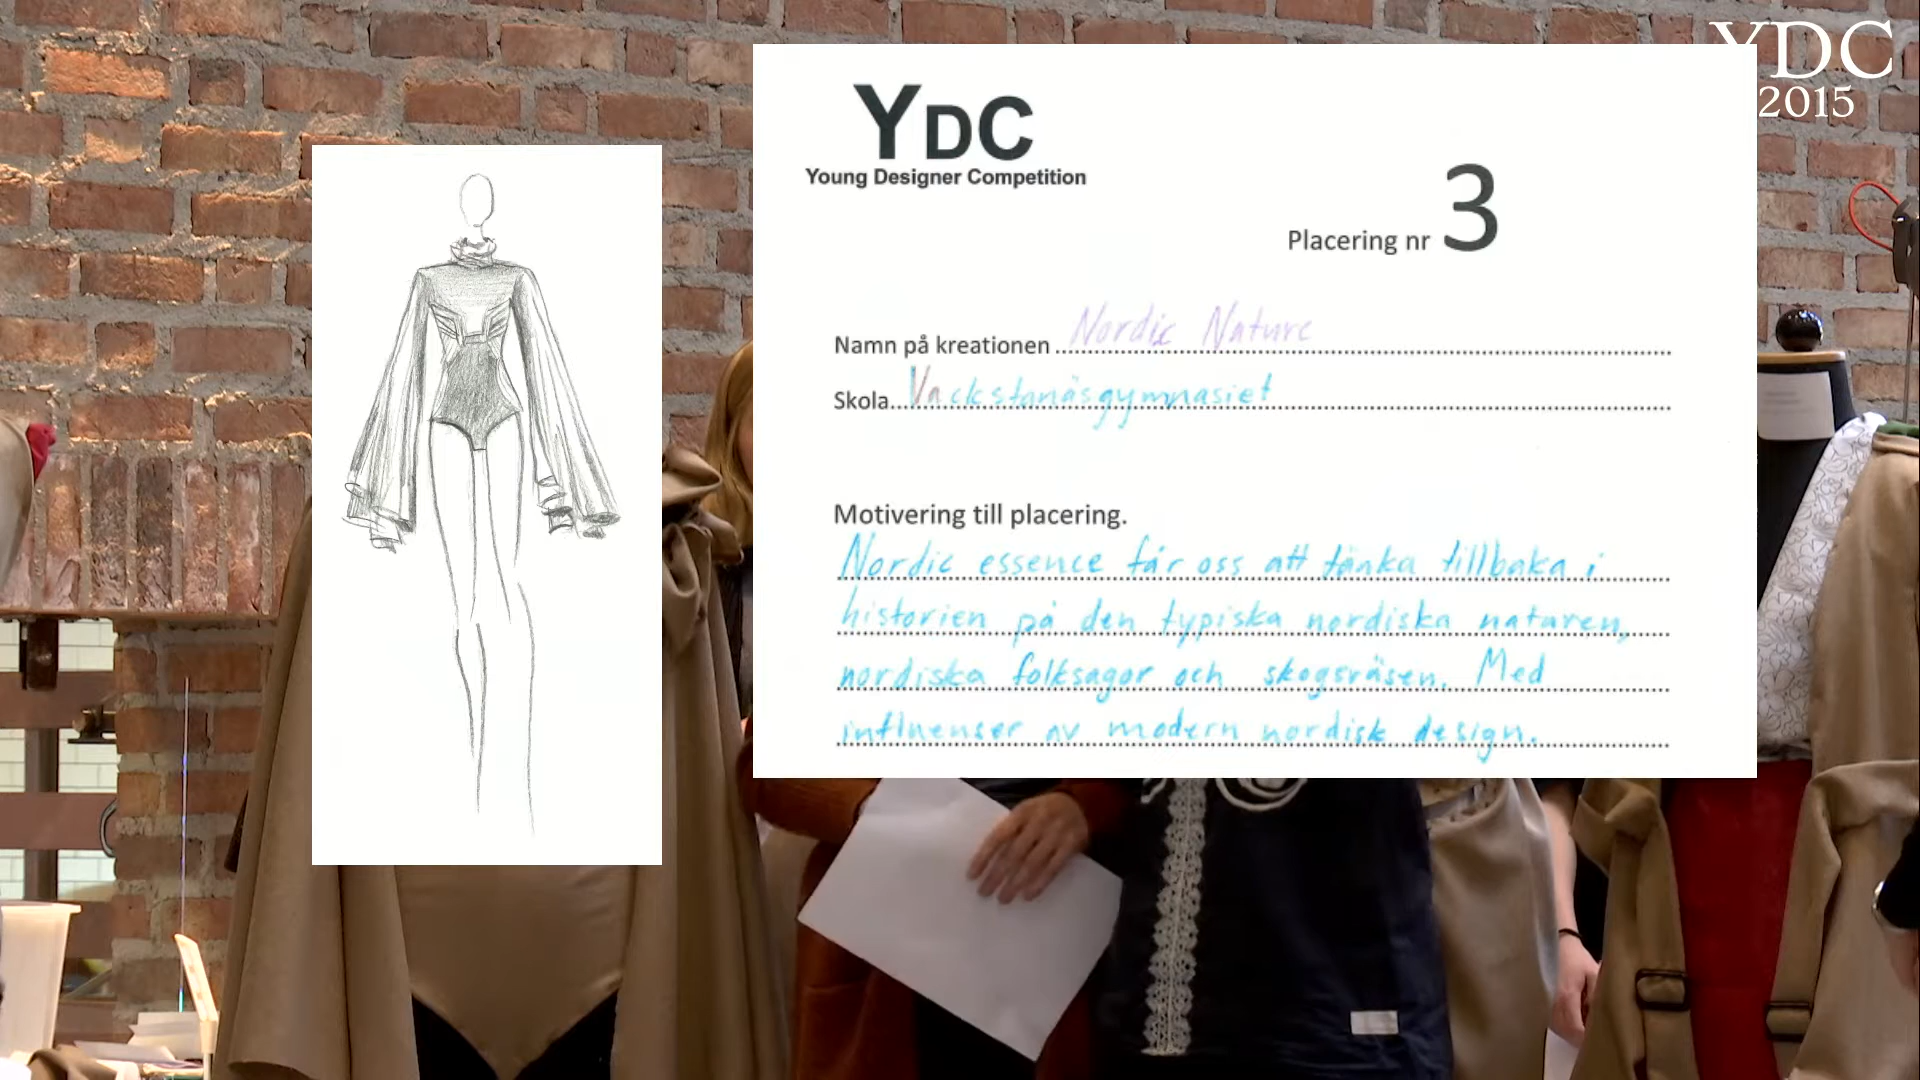 YDC
2015
YDC
Young Designer Competition
Placering nr 3
Namn på kreationen Nordic Nature
Skola Vackstanäsgymnasiet
Motivering till placering.
Nordic essence får oss att tänka tillbaka i
historien på den typiska nordiska naturen,
nordiska folksagor och skogsråsen. Med
influenser av modern nordisk design.